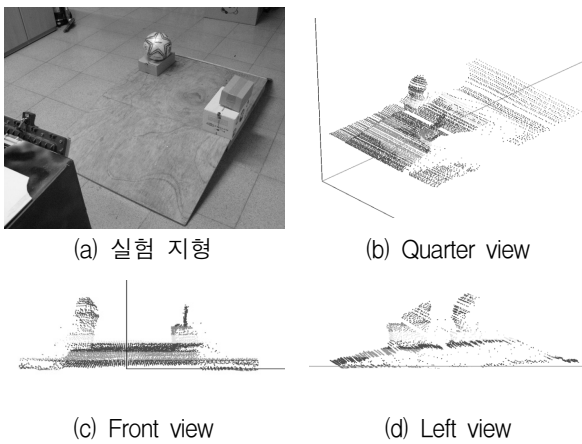 (a) 실험 지형
(b) Quarter view
(c) Front view
(d) Left view